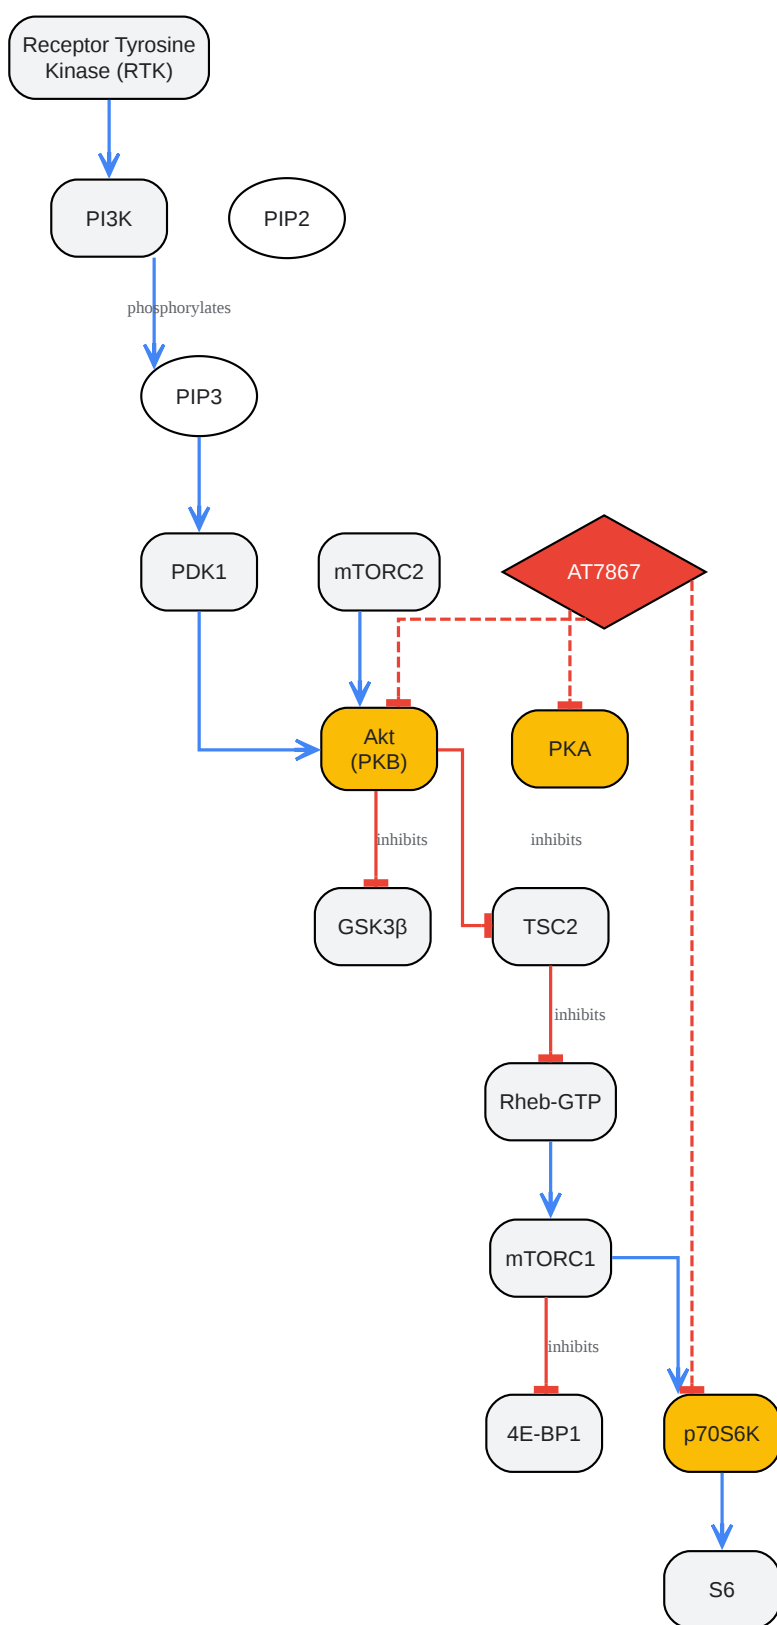 Receptor Tyrosine
Kinase (RTK)
PI3K
PIP2
phosphorylates
PIP3
PDK1
mTORC2
AT7867
Akt
(PKB)
PKA
inhibits
inhibits
GSK3β
TSC2
inhibits
Rheb-GTP
mTORC1
inhibits
4E-BP1
p70S6K
S6